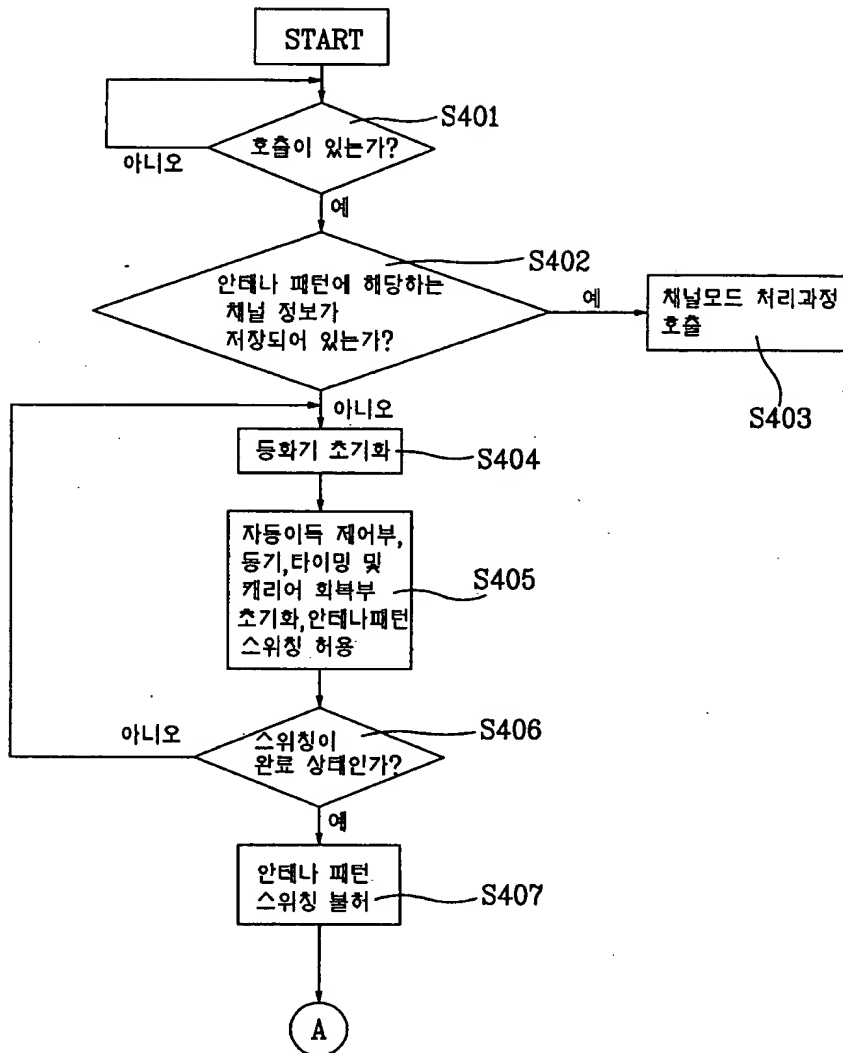 START
S401
호출이 있는가?
아니오
예
S402
안테나 패턴에 해당하는
채널 정보가
저장되어 있는가?
예
채널모드 처리과정
호출
S403
아니오
등화기 초기화
S404
자동이득 제어부,
동기,타이밍 및
캐리어 회복부
초기화,안테나패턴
스위칭 허용
S405
아니오
S406
스위칭이
완료 상태인가?
예
안테나 패턴
스위칭 불허
S407
A